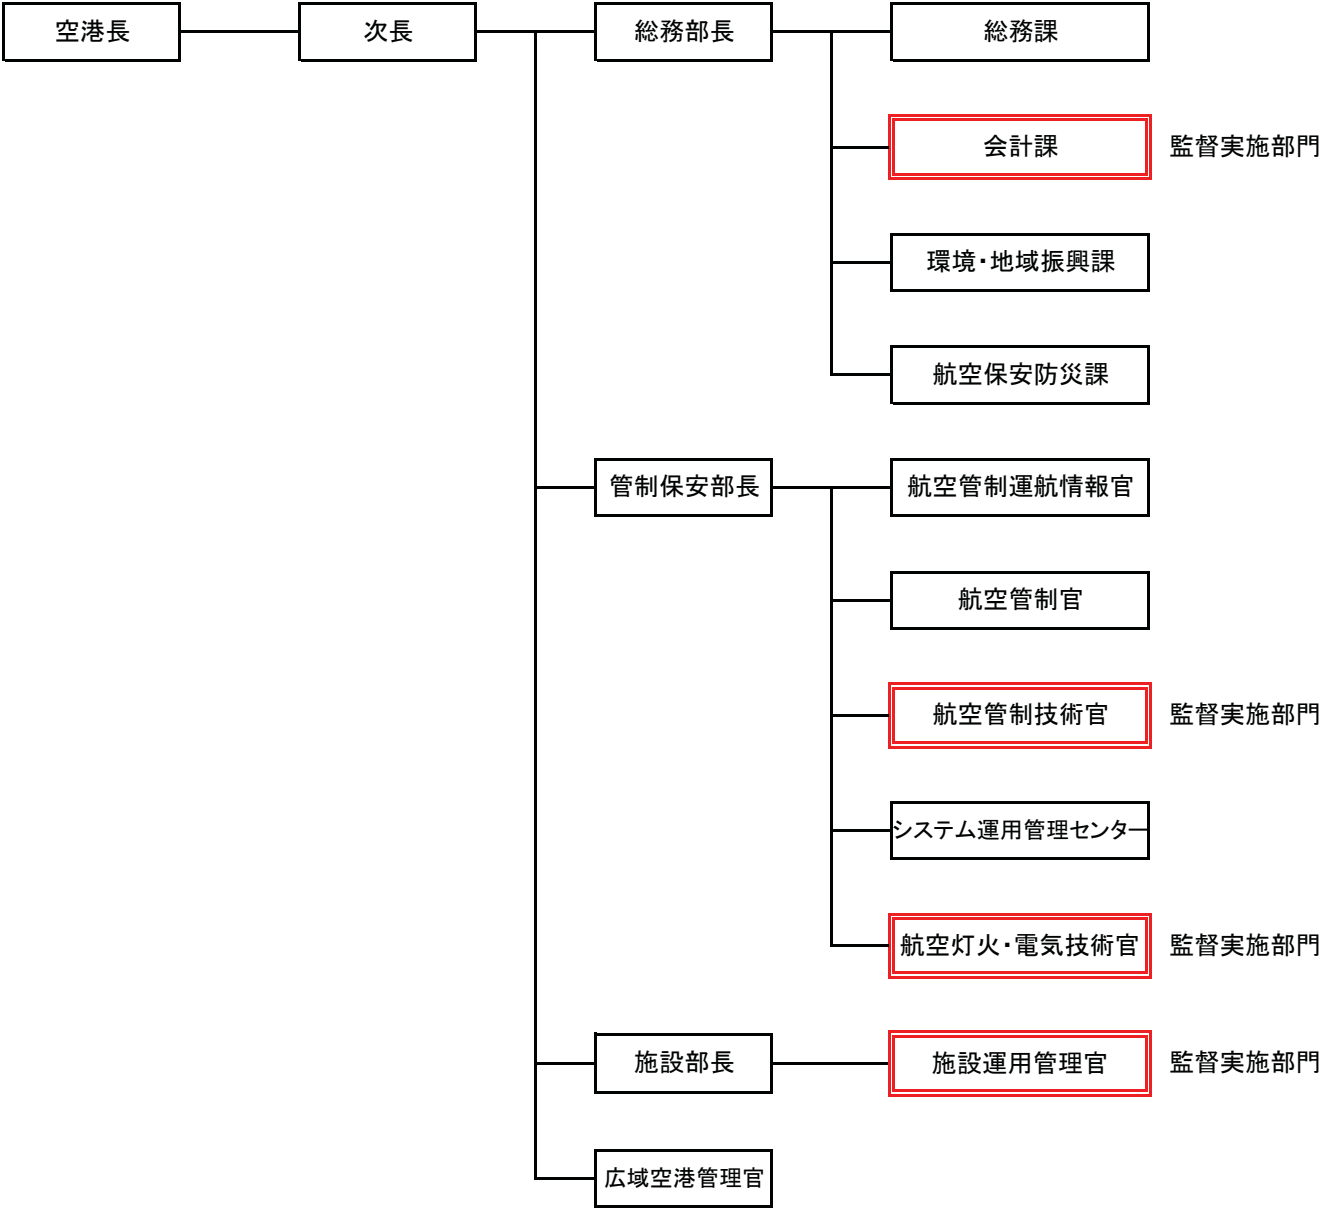 空港長
次長
総務部長
総務課
会計課
監督実施部門
環境・地域振興課
航空保安防災課
管制保安部長
航空管制運航情報官
航空管制官
航空管制技術官
監督実施部門
システム運用管理センター
航空灯火・電気技術官
監督実施部門
施設部長
施設運用管理官
監督実施部門
広域空港管理官